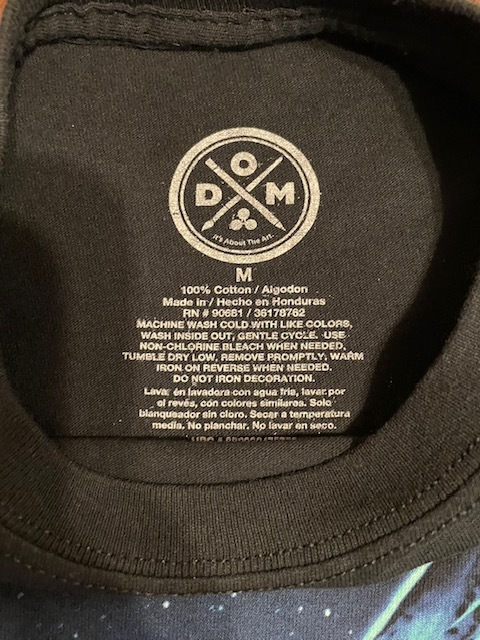 O
D M
It's About The Art.
M
100% Cotton / Algodon
Made in / Hecho en Honduras
RN # 90681 / 36178762
MACHINE WASH COLD WITH LIKE COLORS,
WASH INSIDE OUT, GENTLE CYCLE. USE
NON-CHLORINE BLEACH WHEN NEEDED,
TUMBLE DRY LOW, REMOVE PROMPTLY, WARM
IRON ON REVERSE WHEN NEEDED.
DO NOT IRON DECORATION.
Lava: en lavadora con agua fria, lavar por
el revés, con colores similares. Solo
blanqueador sin cloro. Secar a temperatura
media. No planchar. No lavar en seco.